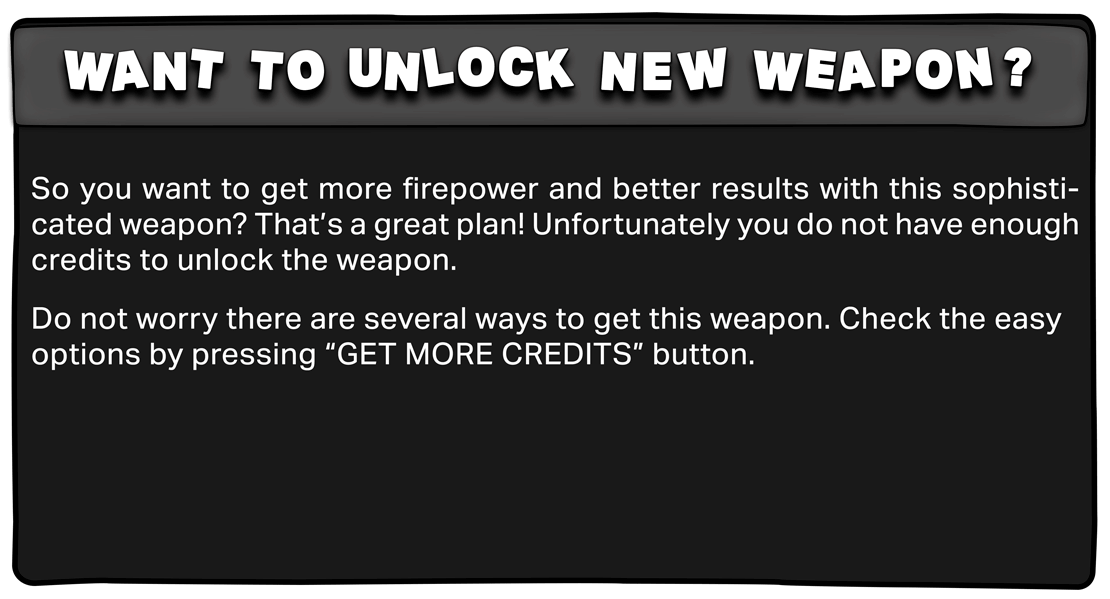 WANT TO UNLOCK NEW WEAPON?
So you want to get more firepower and better results with this sophisti-
cated weapon? That's a great plan! Unfortunately you do not have enough
credits to unlock the weapon.
Do not worry there are several ways to get this weapon. Check the easy
options by pressing “GET MORE CREDITS” button.